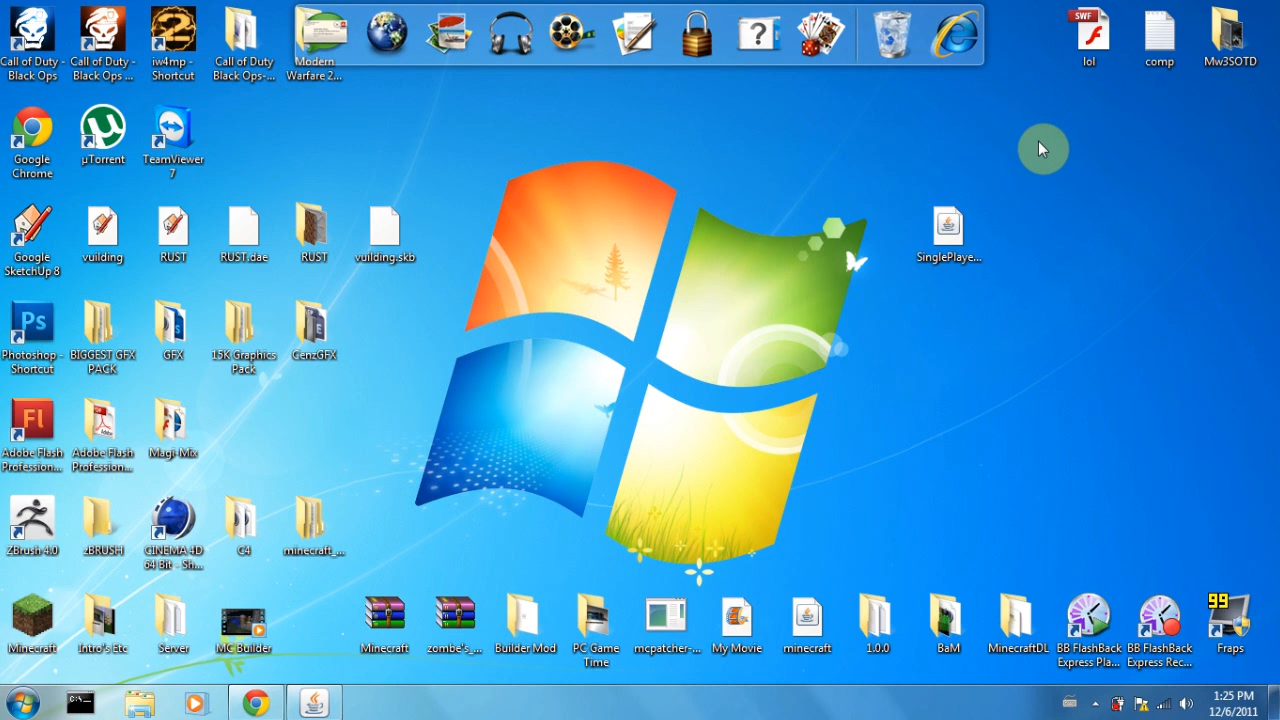 Call of Duty - Black Ops
Call of Duty - Black Ops ...
iw4mp - Shortcut
Call of Duty Black Ops-...
Modern Warfare 2...
SWF
lol
comp
Mw3SOTD
Google Chrome
µTorrent
TeamViewer 7
Google SketchUp 8
vuilding
RUST
RUST.dae
RUST
vuilding.skb
SinglePlaye...
Ps
Photoshop - Shortcut
BIGGEST GFX PACK
GFX
15K Graphics Pack
CenzGFX
Fl
Adobe Flash Profession...
Adobe Flash Profession...
Magi-Mix
ZBrush 4.0
zBRUSH
CINEMA 4D 64 Bit - Sh...
C4
minecraft_...
99
Minecraft
Intro's Etc
Server
MC Builder
Minecraft
zombe's_...
Builder Mod
PC Game Time
mcpatcher-...
My Movie
minecraft
1.0.0
BaM
MinecraftDL
BB FlashBack Express Pla...
BB FlashBack Express Rec...
Fraps
C:\_
1:25 PM
12/6/2011